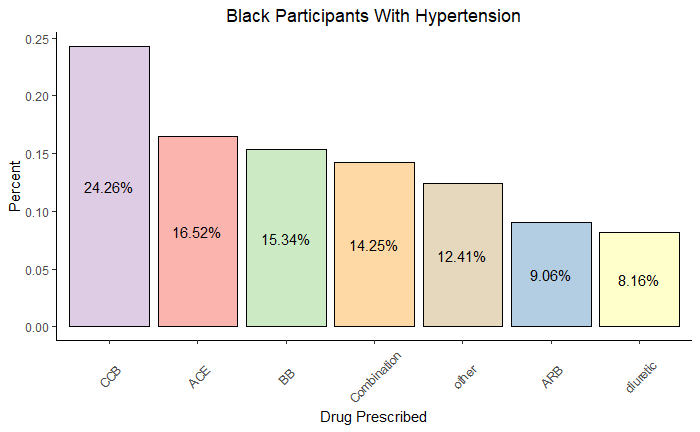 Black Participants With Hypertension
Percent
0.25
0.20
0.15
0.10
0.05
0.00
24.26%
16.52%
15.34%
14.25%
12.41%
9.06%
8.16%
CCB
ACE
BB
Combination
other
ARB
diuretic
Drug Prescribed